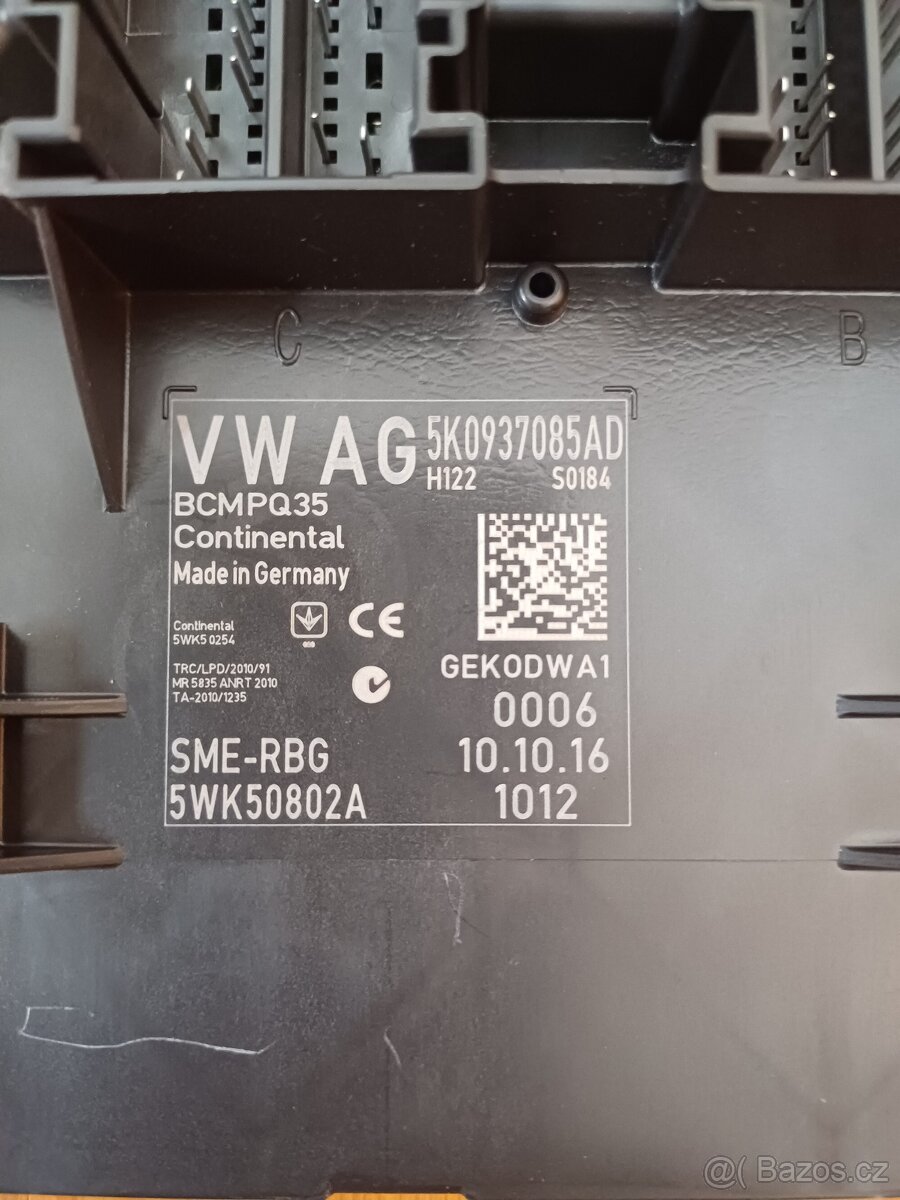 C
B
VW AG 5K0937085AD
H122 S0184
BCMPQ35
Continental
Made in Germany
Continental
5WK5 0254
CE
TRC/LPD/2010/91
MR 5835 ANRT 2010
TA-2010/1235
GEK0DWA1
0006
SME-RBG 10.10.16
5WK50802A 1012
@( Bazos.cz